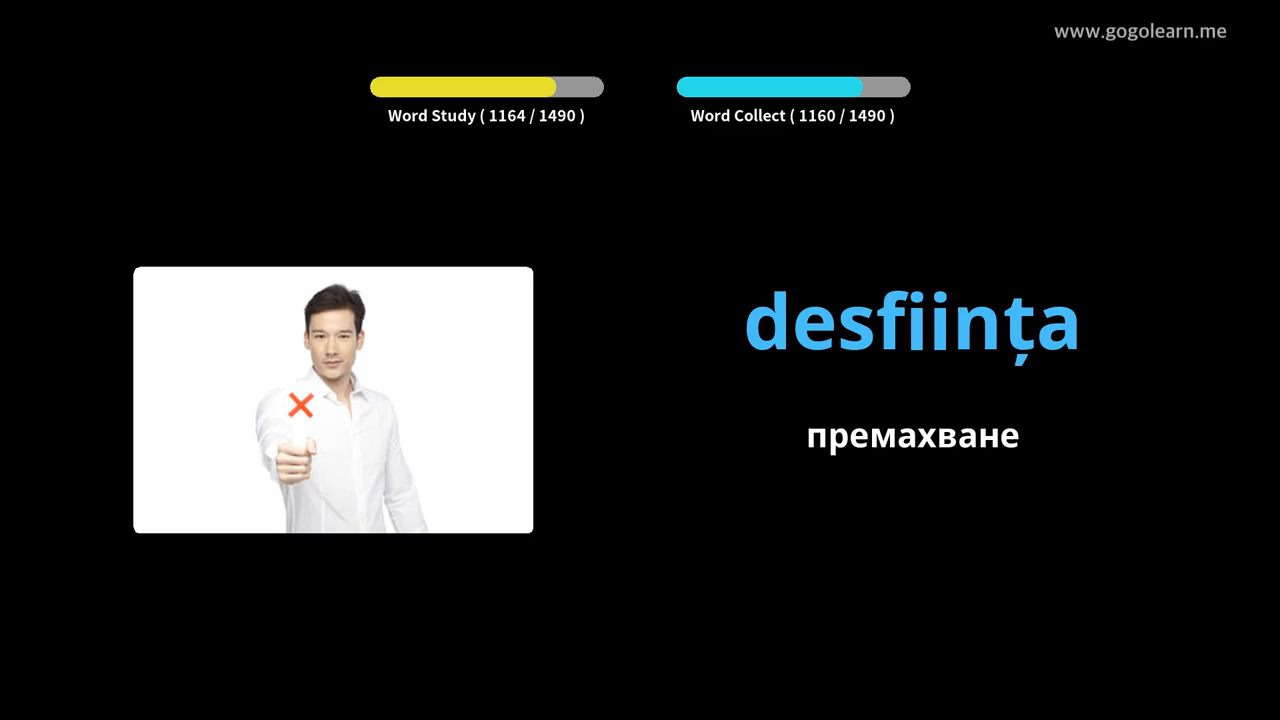 www.gogolearn.me
Word Study ( 1164 / 1490 )
Word Collect ( 1160 / 1490 )
desființa
премахване